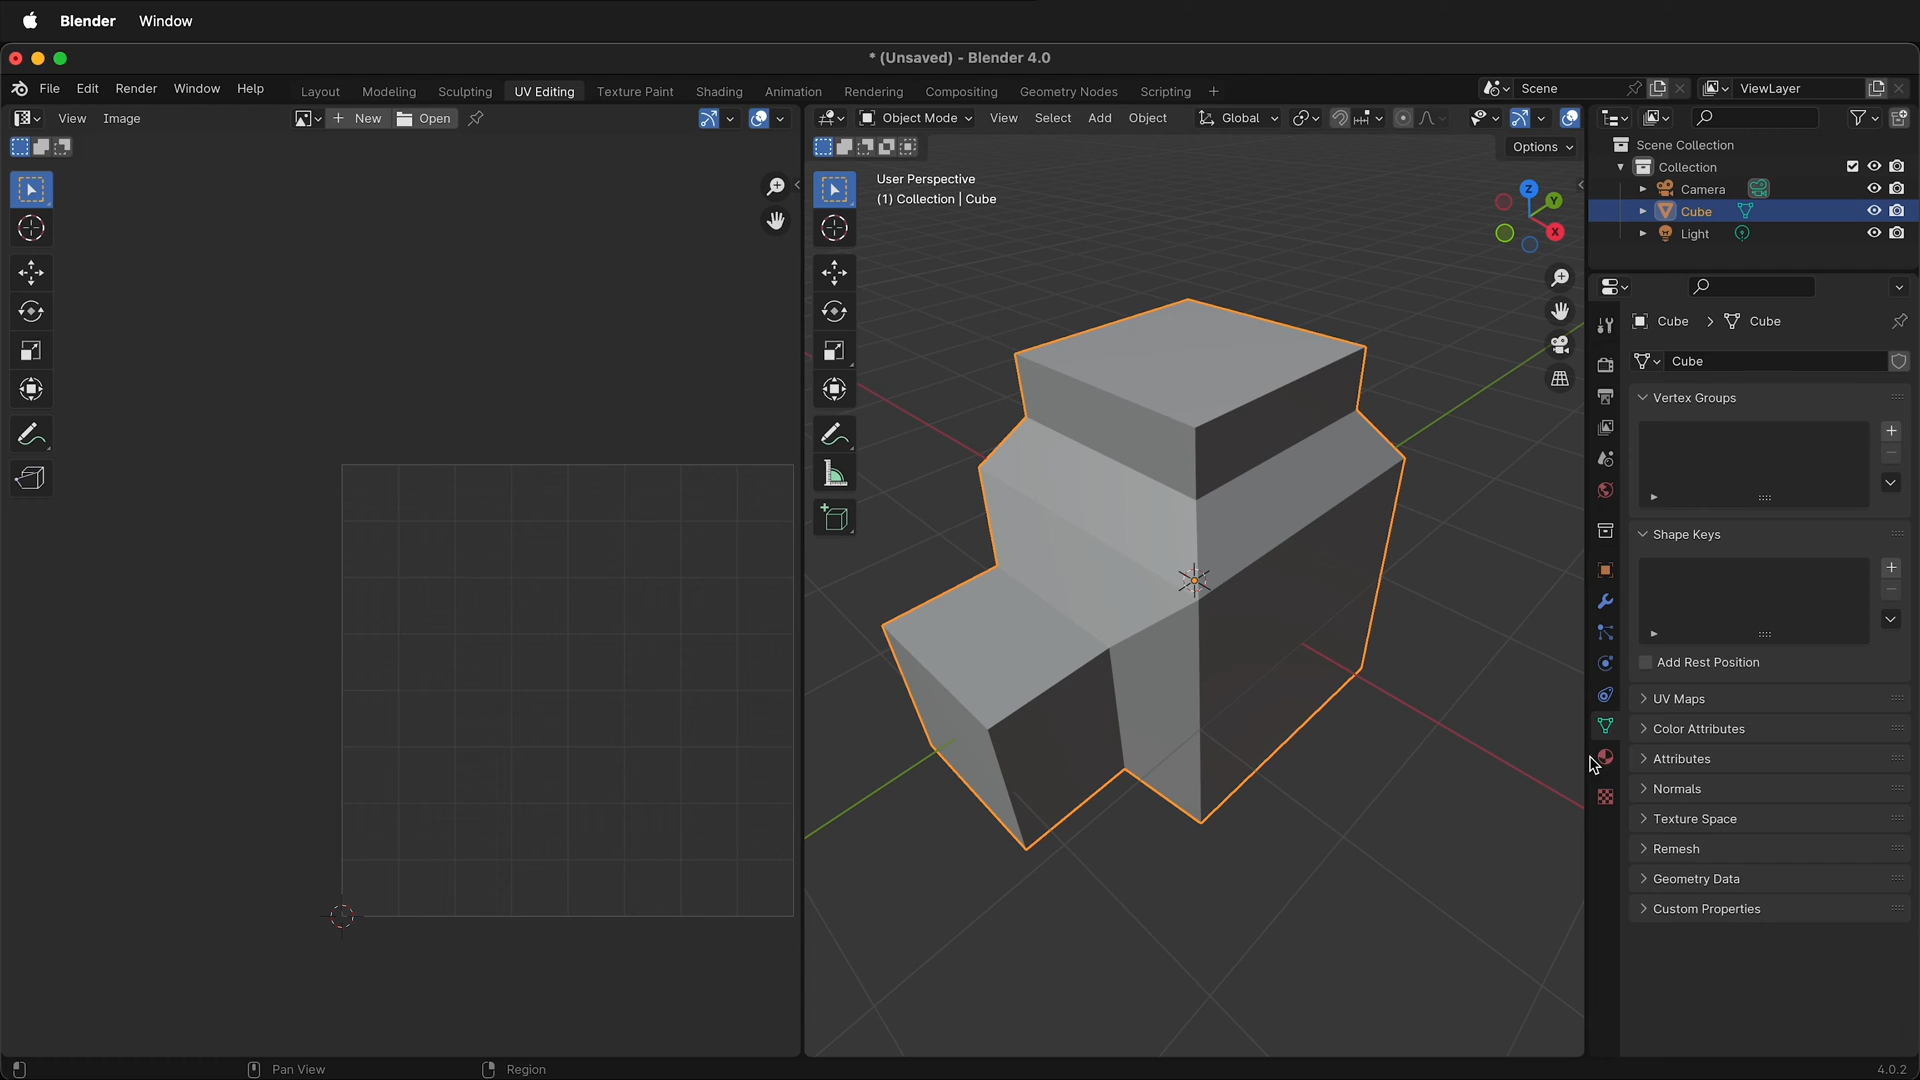 Blender Window
* (Unsaved) - Blender 4.0
File Edit Render Window Help Layout Modeling Sculpting UV Editing Texture Paint Shading Animation Rendering Compositing Geometry Nodes Scripting + Scene ViewLayer
View Image + New Open Object Mode View Select Add Object Global
Options
User Perspective
(1) Collection | Cube
Z
Y
X
Scene Collection
Collection
Camera
Cube
Light
Cube > Cube
Cube
Vertex Groups
Shape Keys
Add Rest Position
UV Maps
Color Attributes
Attributes
Normals
Texture Space
Remesh
Geometry Data
Custom Properties
Pan View Region 4.0.2